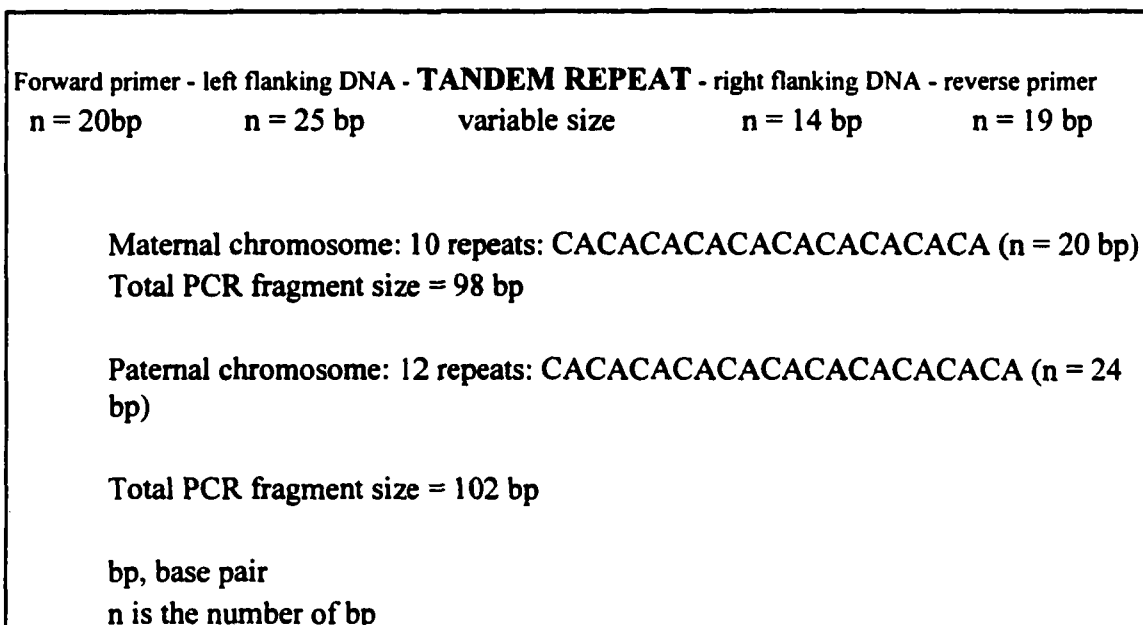 Forward primer - left flanking DNA - TANDEM REPEAT - right flanking DNA - reverse primer
n = 20bp n = 25 bp variable size n = 14 bp n = 19 bp
Maternal chromosome: 10 repeats: CACACACACACACACACACA (n = 20 bp)
Total PCR fragment size = 98 bp
Paternal chromosome: 12 repeats: CACACACACACACACACACACACA (n = 24
bp)
Total PCR fragment size = 102 bp
bp, base pair
n is the number of bp